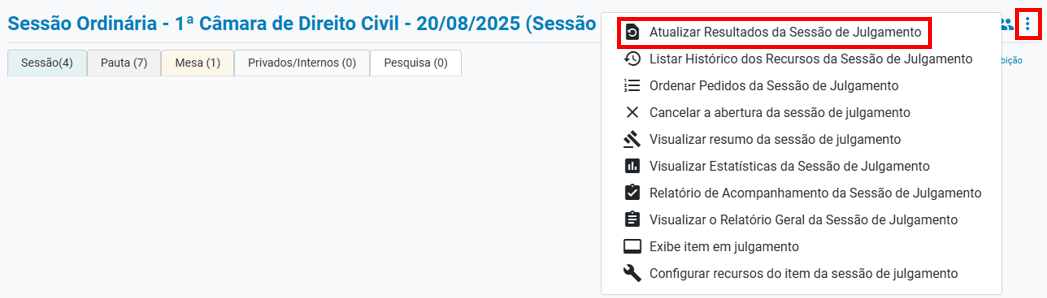 Sessão Ordinária - 1ª Câmara de Direito Civil - 20/08/2025 (Sessão
Sessão(4) Pauta (7) Mesa (1) Privados/Internos (0) Pesquisa (0)
Atualizar Resultados da Sessão de Julgamento
Listar Histórico dos Recursos da Sessão de Julgamento
Ordenar Pedidos da Sessão de Julgamento
Cancelar a abertura da sessão de julgamento
Visualizar resumo da sessão de julgamento
Visualizar Estatísticas da Sessão de Julgamento
Relatório de Acompanhamento da Sessão de Julgamento
Visualizar o Relatório Geral da Sessão de Julgamento
Exibe item em julgamento
Configurar recursos do item da sessão de julgamento